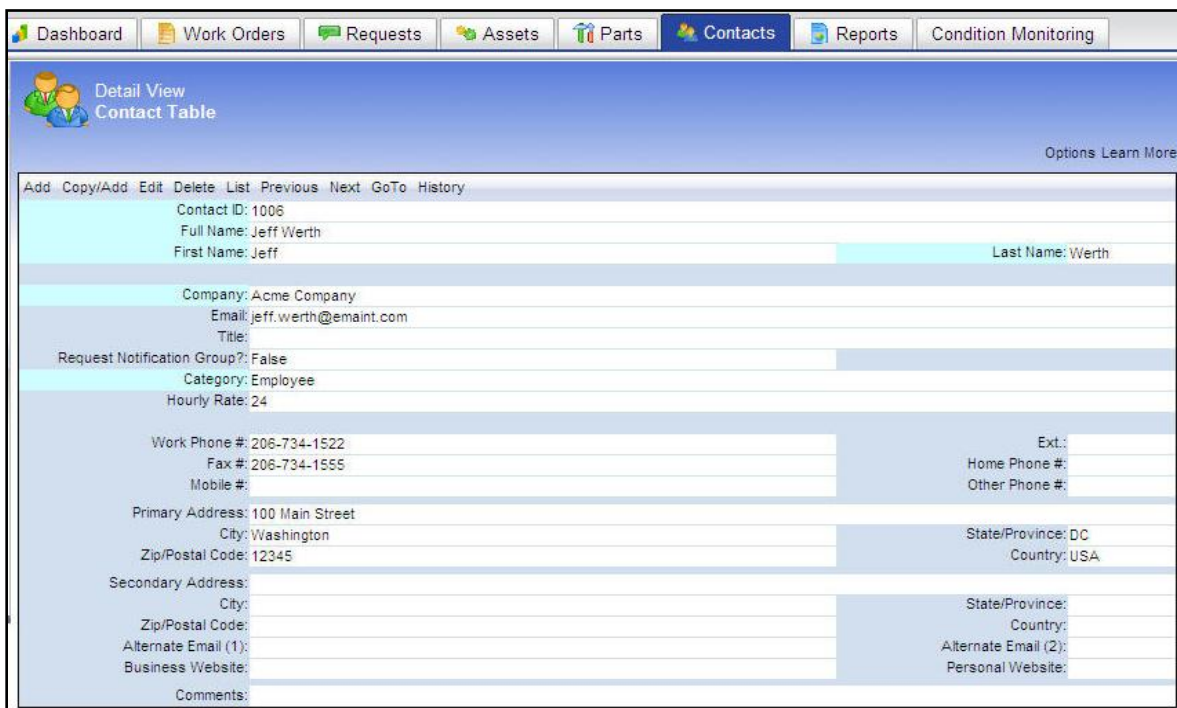 Dashboard Work Orders Requests Assets Parts Contacts Reports Condition Monitoring
Detail View
Contact Table
Options Learn More
Add Copy/Add Edit Delete List Previous Next GoTo History
Contact ID: 1006
Full Name: Jeff Werth
First Name: Jeff Last Name: Werth
Company: Acme Company
Email: jeff.werth@emaint.com
Title:
Request Notification Group?: False
Category: Employee
Hourly Rate: 24
Work Phone #: 206-734-1522 Ext.:
Fax #: 206-734-1555 Home Phone #:
Mobile #: Other Phone #:
Primary Address: 100 Main Street
City: Washington State/Province: DC
Zip/Postal Code: 12345 Country: USA
Secondary Address:
City: State/Province:
Zip/Postal Code: Country:
Alternate Email (1): Alternate Email (2):
Business Website: Personal Website:
Comments: